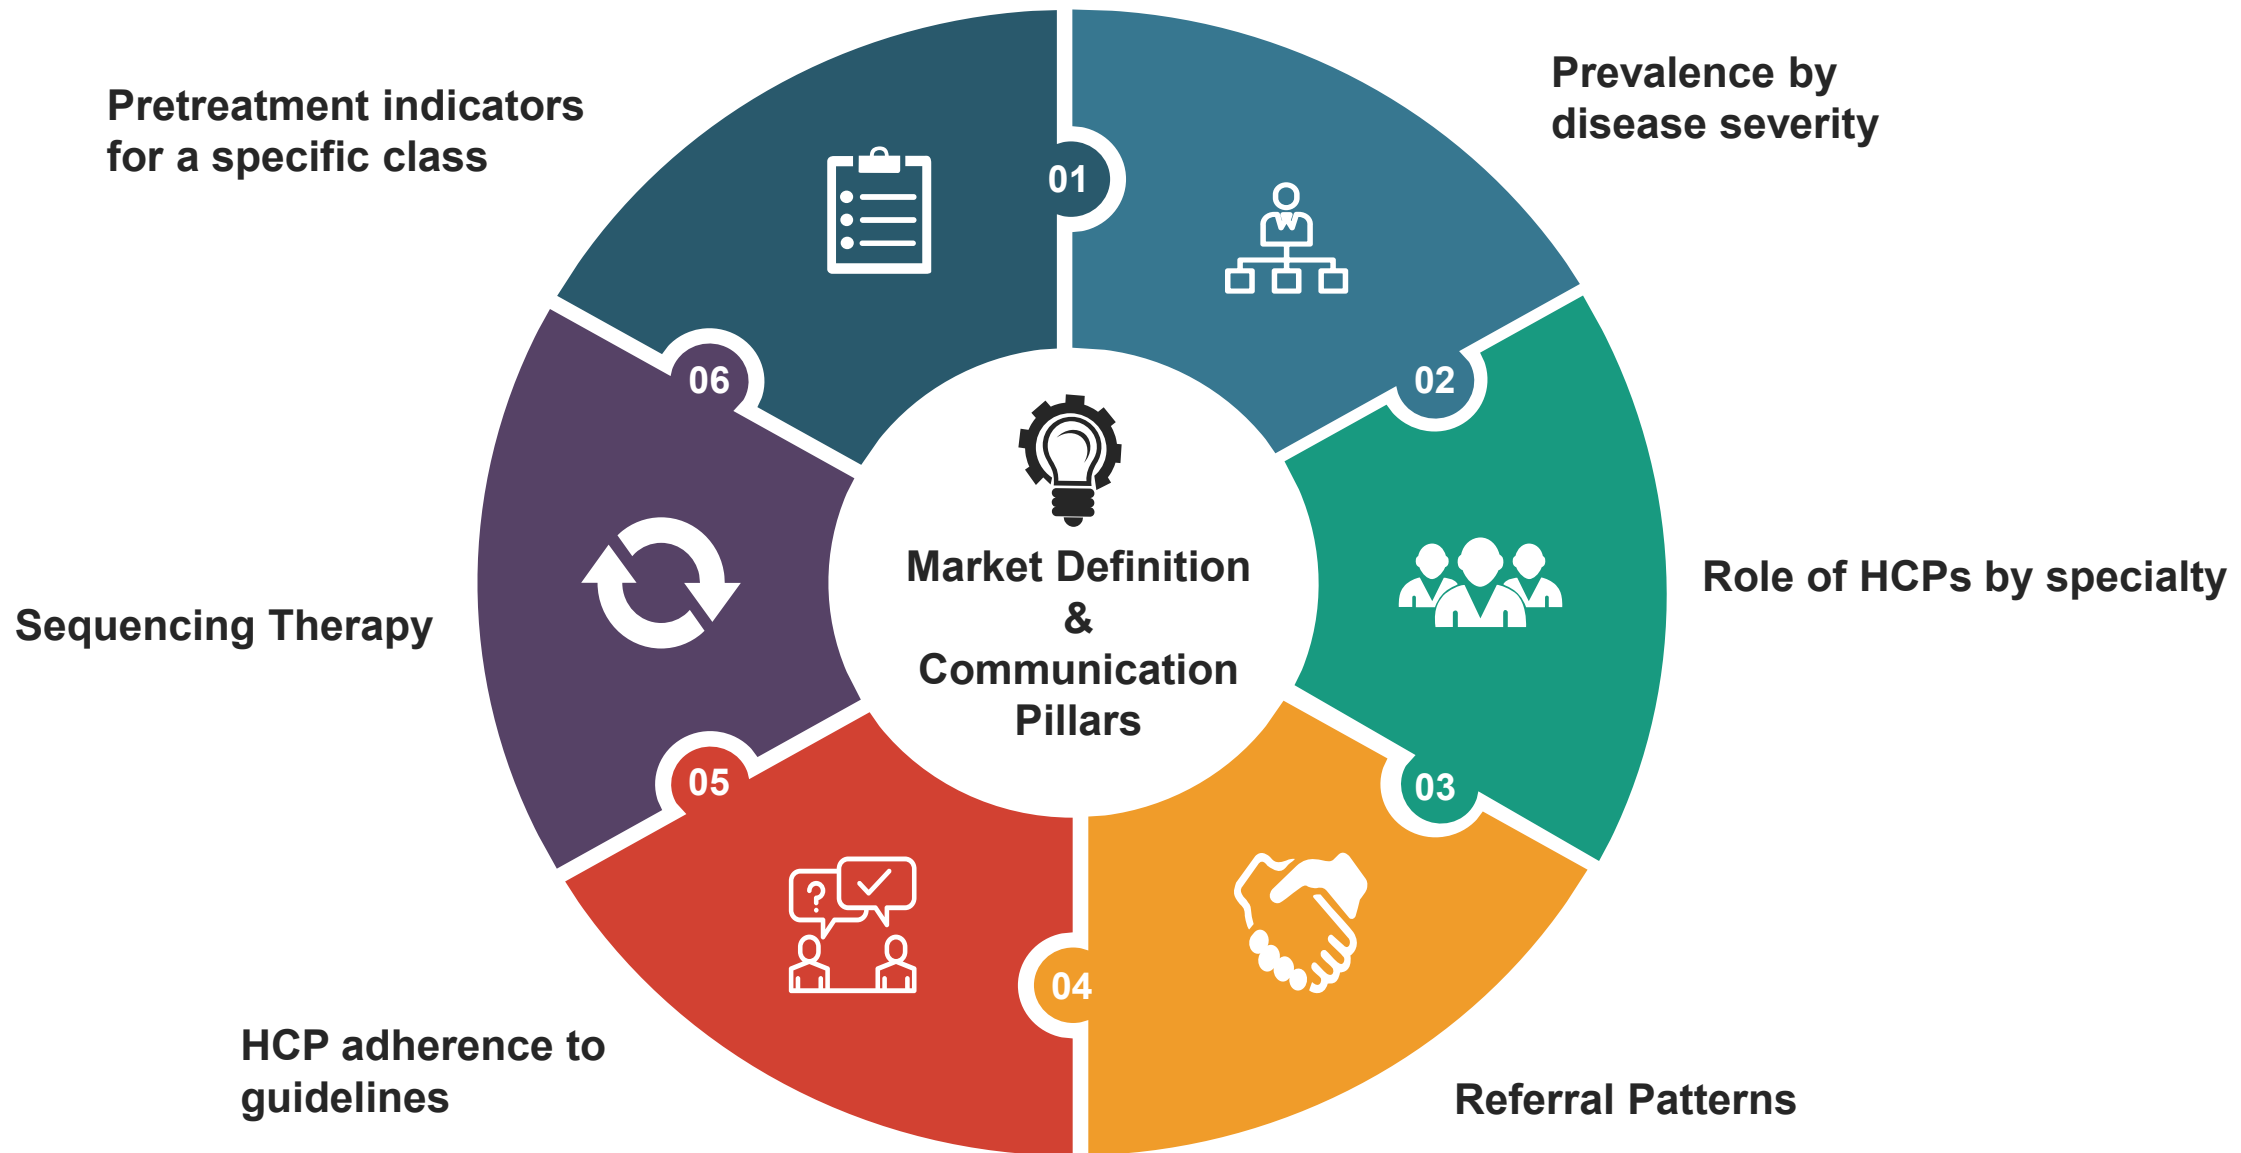 Pretreatment indicators
for a specific class
01
Prevalence by
disease severity
02
Role of HCPs by specialty
03
Referral Patterns
04
HCP adherence to
guidelines
05
Sequencing Therapy
06
Market Definition
&
Communication
Pillars
?